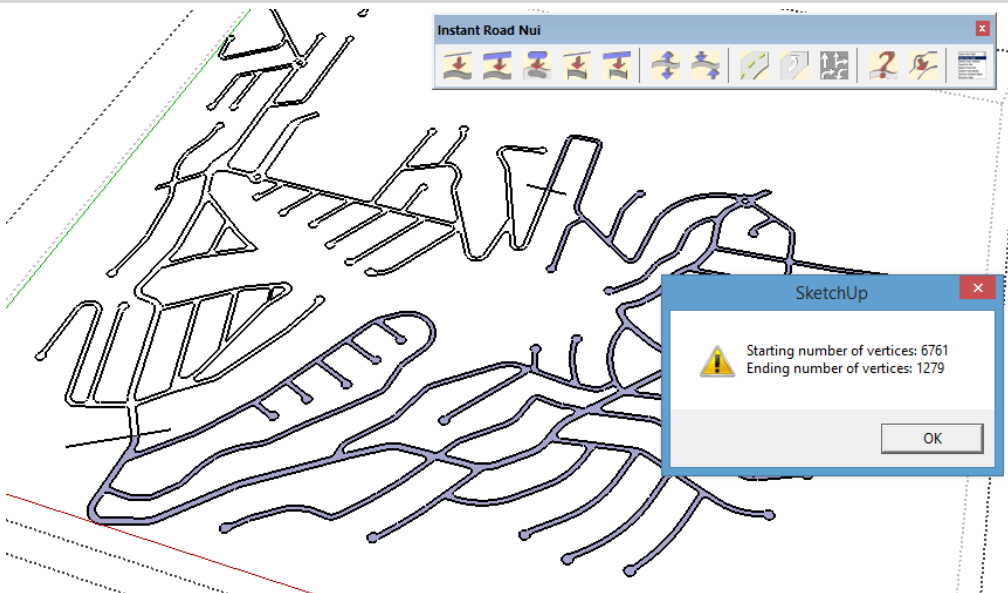 Instant Road Nui
SketchUp
Starting number of vertices: 6761
Ending number of vertices: 1279
OK